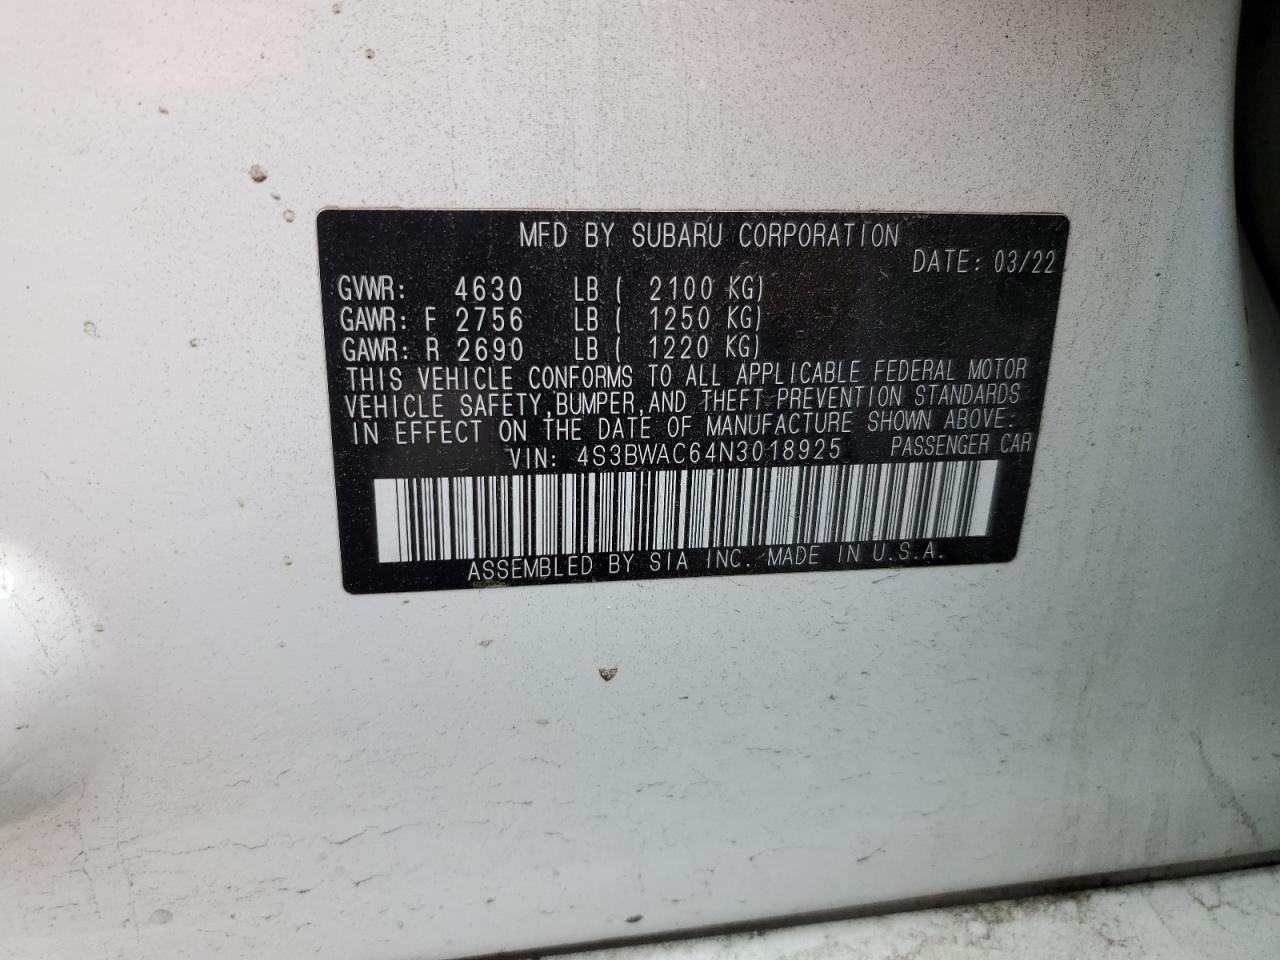 MFD BY SUBARU CORPORATION
DATE: 03/22
GVWR: 4630 LB ( 2100 KG)
GAWR: F 2756 LB ( 1250 KG)
GAWR: R 2690 LB ( 1220 KG)
THIS VEHICLE CONFORMS TO ALL APPLICABLE FEDERAL MOTOR
VEHICLE SAFETY,BUMPER,AND THEFT PREVENTION STANDARDS
IN EFFECT ON THE DATE OF MANUFACTURE SHOWN ABOVE:
VIN: 4S3BWAC64N3018925 PASSENGER CAR
ASSEMBLED BY SIA INC. MADE IN U.S.A.